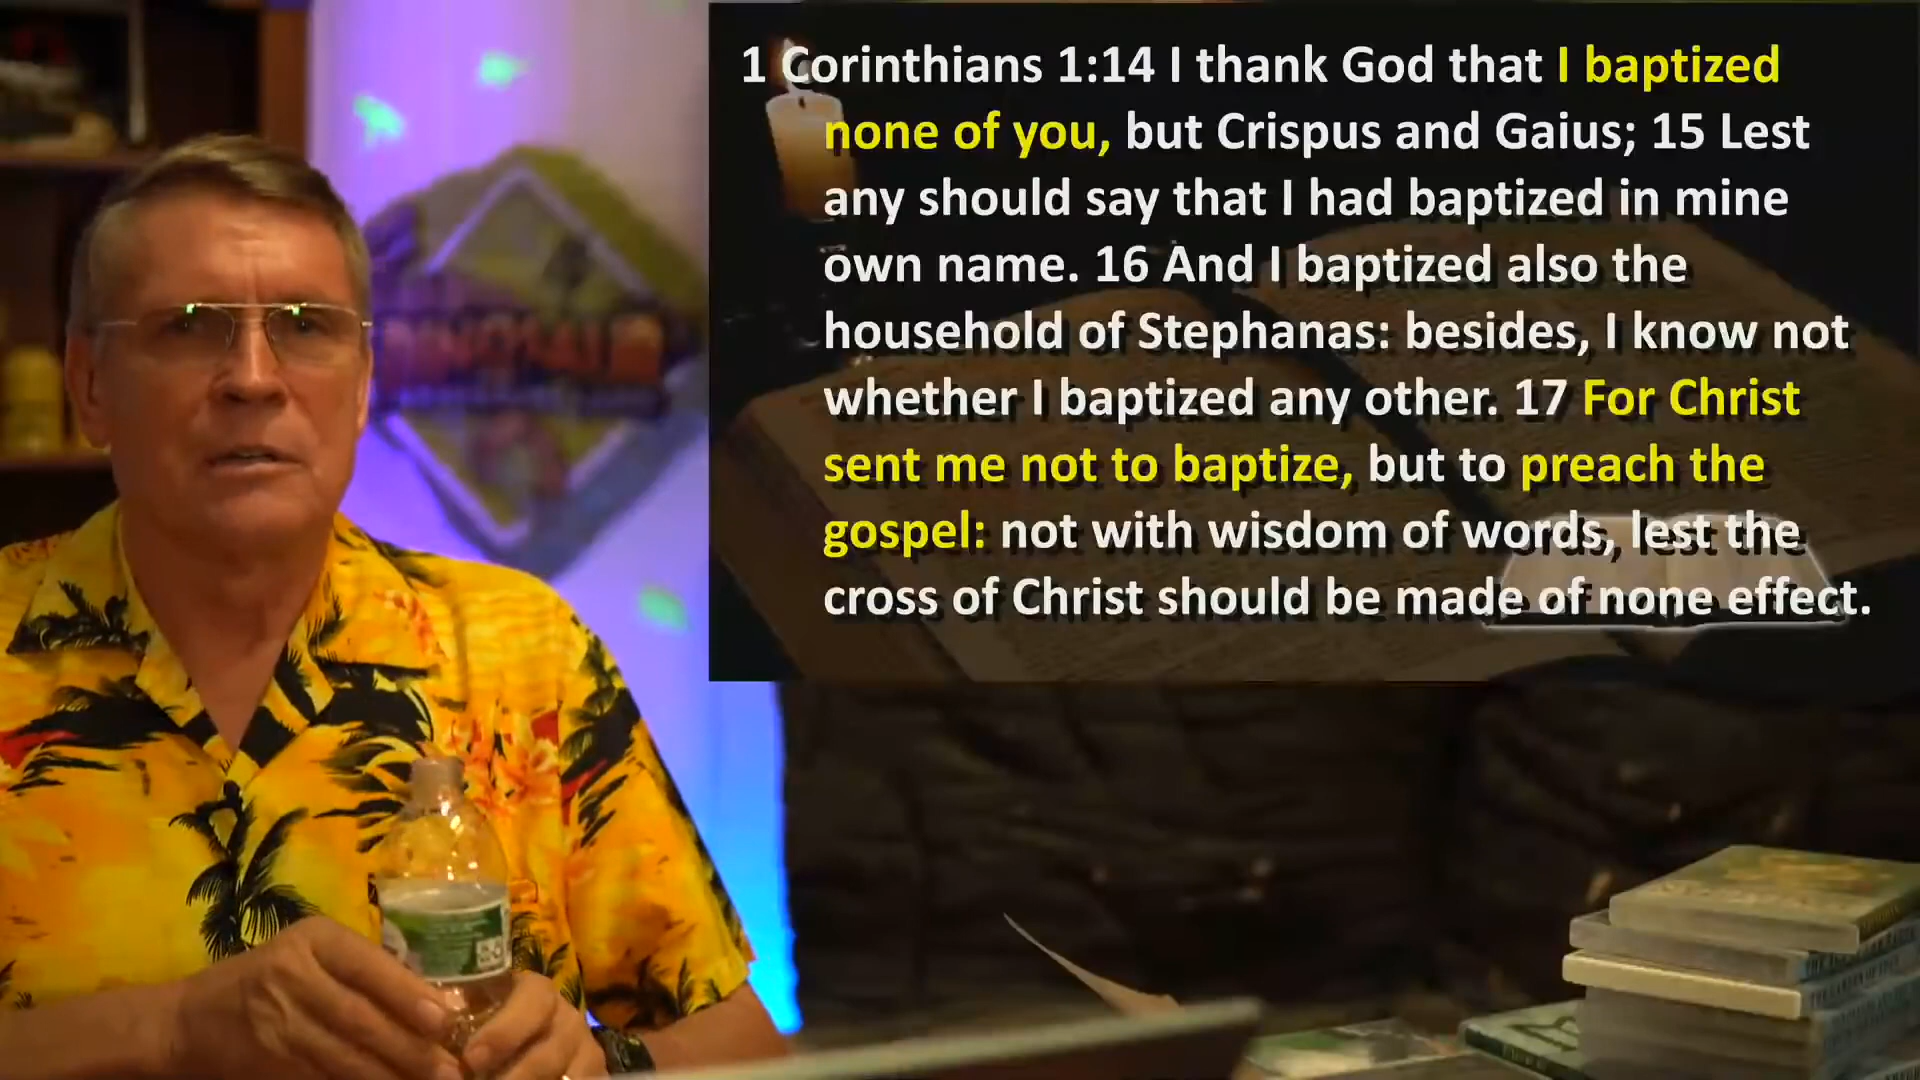 1 Corinthians 1:14 I thank God that I baptized
none of you, but Crispus and Gaius; 15 Lest
any should say that I had baptized in mine
own name. 16 And I baptized also the
household of Stephanas: besides, I know not
whether I baptized any other. 17 For Christ
sent me not to baptize, but to preach the
gospel: not with wisdom of words, lest the
cross of Christ should be made of none effect.